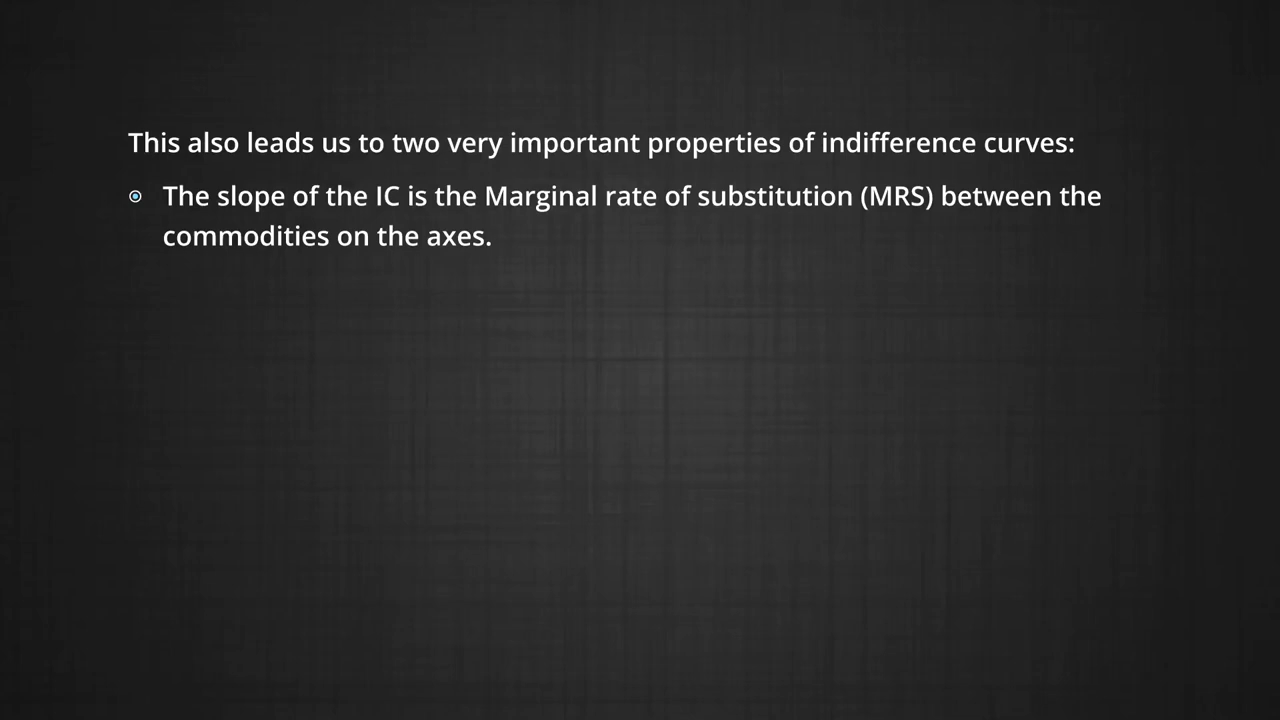 This also leads us to two very important properties of indifference curves:
The slope of the IC is the Marginal rate of substitution (MRS) between the
commodities on the axes.